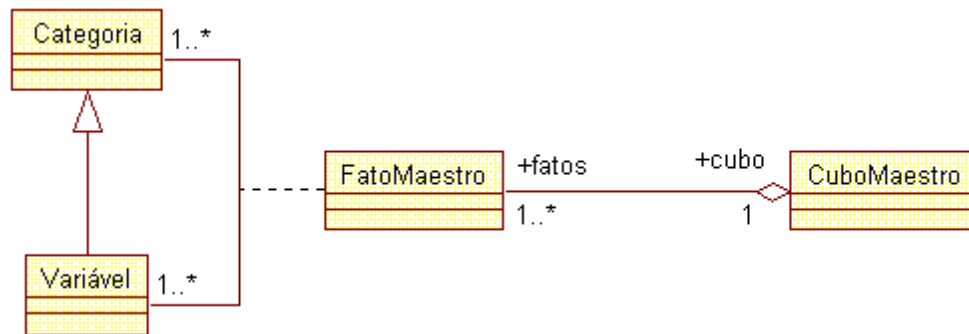 Categoria
1..*
FatoMaestro
+fatos
1..*
+cubo
1
CuboMaestro
Variável
1..*